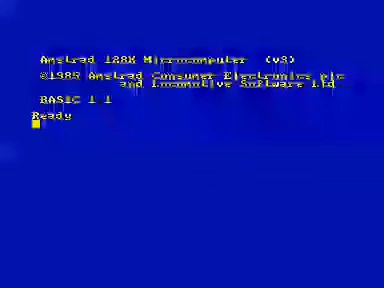 Amstrad 128K Microcomputer (v3)
©1985 Amstrad Consumer Electronics plc
and Locomotive Software Ltd.
BASIC 1.1
Ready